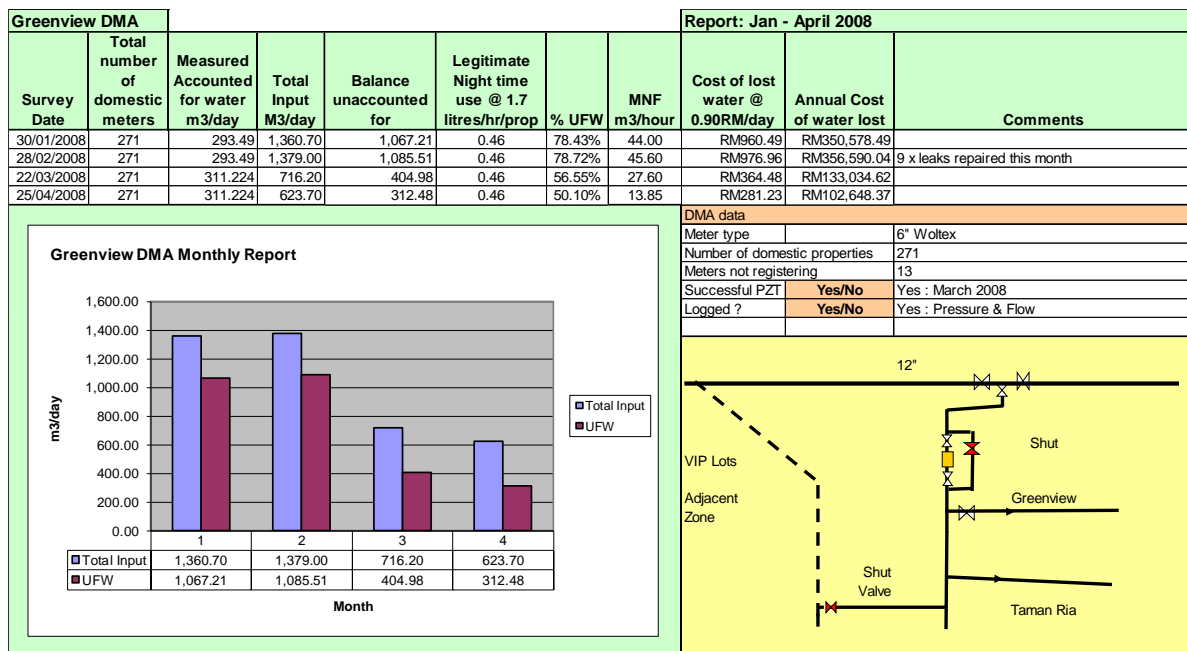 Greenview DMA
Report: Jan - April 2008
Survey Date
Total number of domestic meters
Measured Accounted for water m3/day
Total Input M3/day
Balance unaccounted for
Legitimate Night time use @ 1.7 litres/hr/prop
% UFW
MNF m3/hour
Cost of lost water @ 0.90RM/day
Annual Cost of water lost
Comments
30/01/2008 271 293.49 1,360.70 1,067.21 0.46 78.43% 44.00 RM960.49 RM350,578.49
28/02/2008 271 293.49 1,379.00 1,085.51 0.46 78.72% 45.60 RM976.96 RM356,590.04 9 x leaks repaired this month
22/03/2008 271 311.224 716.20 404.98 0.46 56.55% 27.60 RM364.48 RM133,034.62
25/04/2008 271 311.224 623.70 312.48 0.46 50.10% 13.85 RM281.23 RM102,648.37
Greenview DMA Monthly Report
m3/day
1,600.00
1,400.00
1,200.00
1,000.00
800.00
600.00
400.00
200.00
0.00
1 2 3 4
Total Input 1,360.70 1,379.00 716.20 623.70
UFW 1,067.21 1,085.51 404.98 312.48
Month
Total Input
UFW
DMA data
Meter type 6" Woltex
Number of domestic properties 271
Meters not registering 13
Successful PZT Yes/No Yes : March 2008
Logged ? Yes/No Yes : Pressure & Flow
12"
Shut
VIP Lots
Adjacent
Zone
Greenview
Shut
Valve
Taman Ria